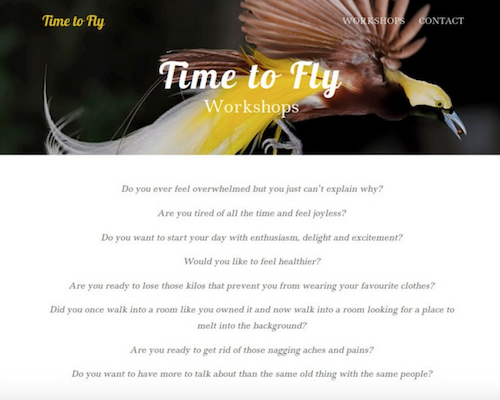 Time to Fly
WORKSHOPS CONTACT
Time to Fly
Workshops
Do you ever feel overwhelmed but you just can't explain why?
Are you tired of all the time and feel joyless?
Do you want to start your day with enthusiasm, delight and excitement?
Would you like to feel healthier?
Are you ready to lose those kilos that prevent you from wearing your favourite clothes?
Did you once walk into a room like you owned it and now walk into a room looking for a place to
melt into the background?
Are you ready to get rid of those nagging aches and pains?
Do you want to have more to talk about than the same old thing with the same people?